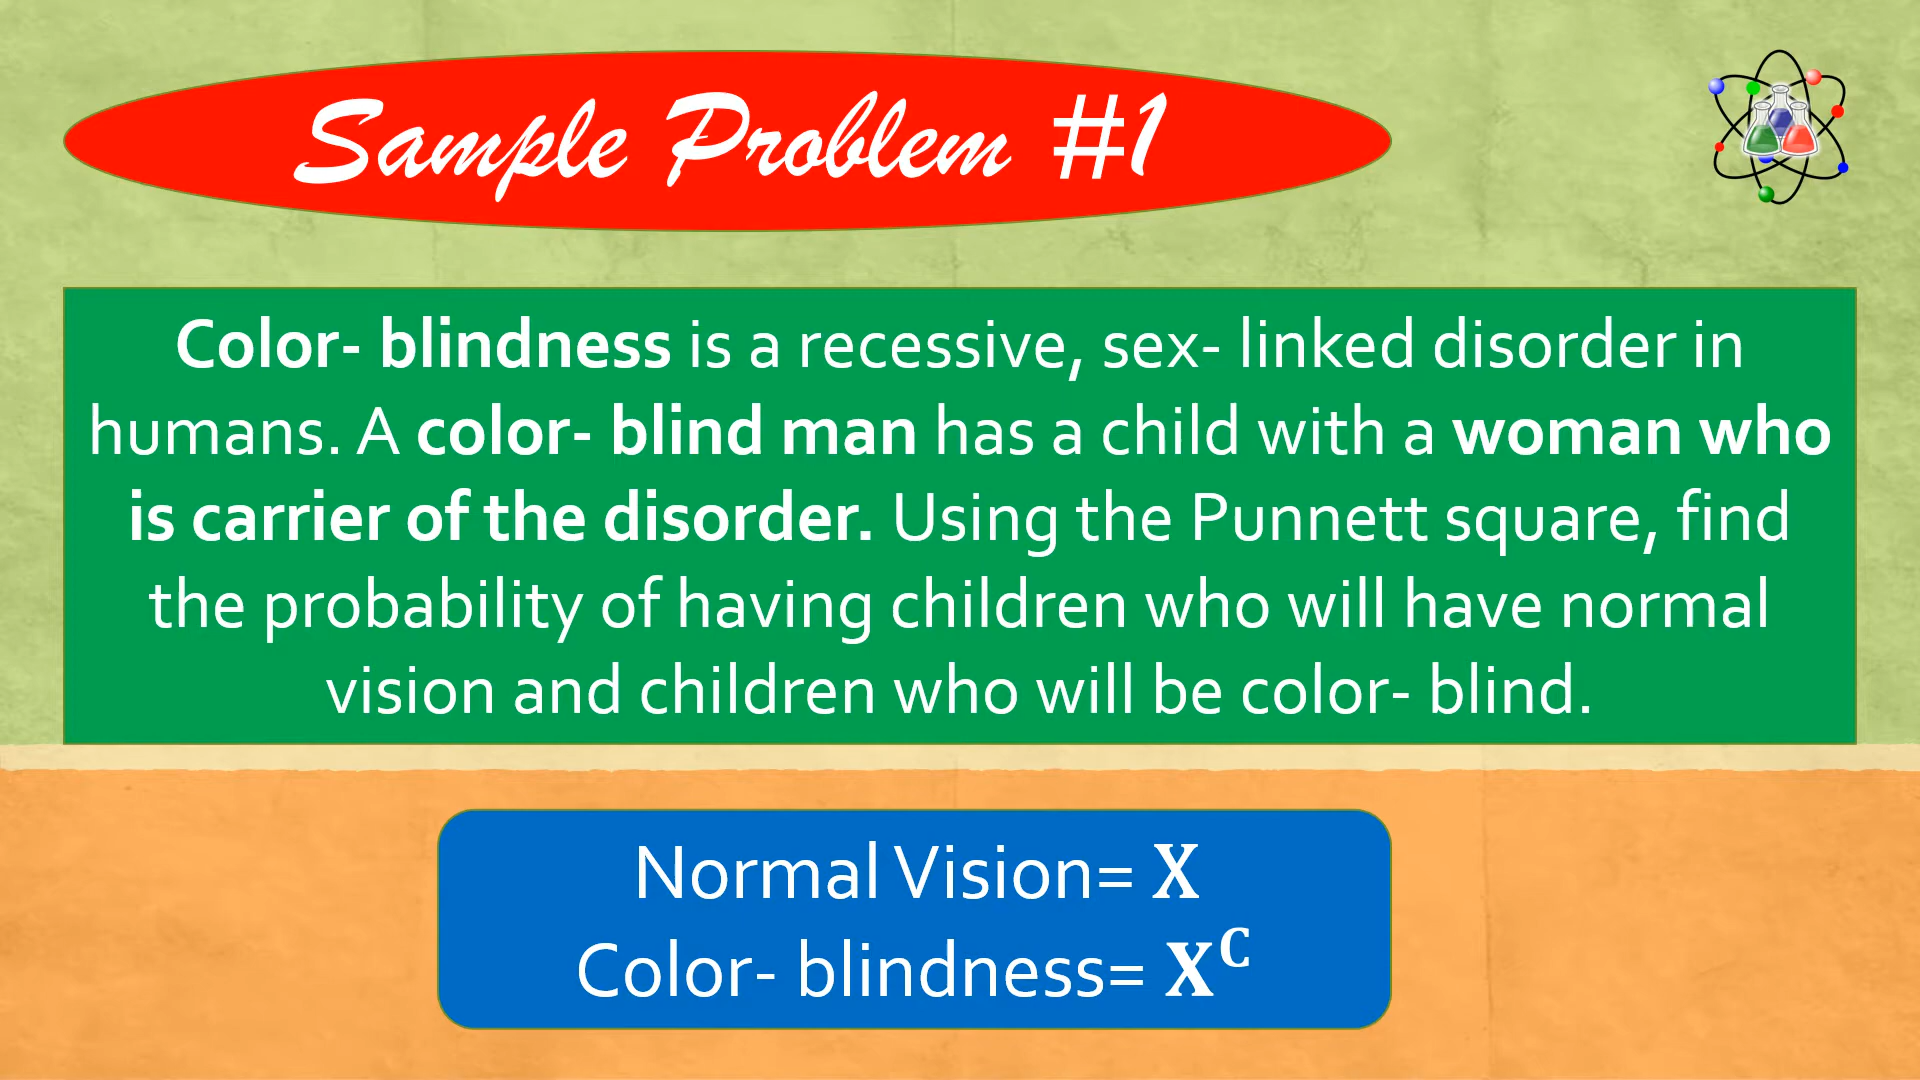 Sample Problem #1
Color- blindness is a recessive, sex- linked disorder in
humans. A color- blind man has a child with a woman who
is carrier of the disorder. Using the Punnett square, find
the probability of having children who will have normal
vision and children who will be color- blind.
Normal Vision= X
Color- blindness= Xᶜ